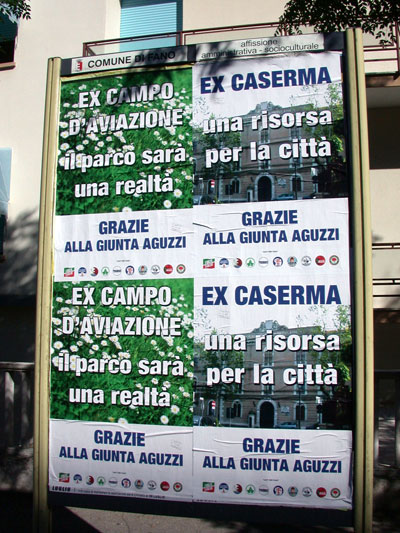 COMUNE DI FANO
affissione
amministrativa - socioculturale
EX CAMPO
D'AVIAZIONE
il parco sarà
una realtà
GRAZIE
ALLA GIUNTA AGUZZI
EX CASERMA
una risorsa
per la città
GRAZIE
ALLA GIUNTA AGUZZI
EX CAMPO
D'AVIAZIONE
il parco sarà
una realtà
GRAZIE
ALLA GIUNTA AGUZZI
EX CASERMA
una risorsa
per la città
GRAZIE
ALLA GIUNTA AGUZZI